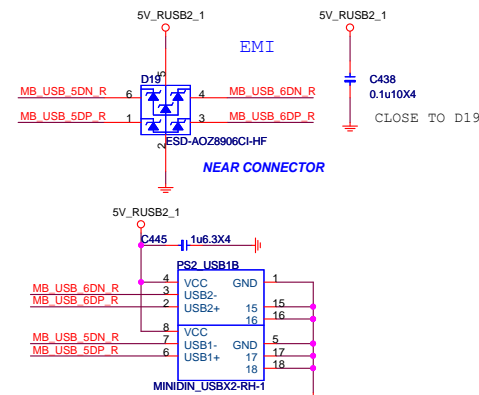 5V_RUSB2_1
5V_RUSB2_1
EMI
D19
5
C438
0.1u10X4
MB_USB_5DN_R
6
4
MB_USB_6DN_R
MB_USB_5DP_R
1
3
MB_USB_6DP_R
CLOSE TO D19
2
ESD-AOZ8906CI-HF
NEAR CONNECTOR
5V_RUSB2_1
C445
1u6.3X4
PS2_USB1B
4
VCC
GND
1
MB_USB_6DN_R
3
USB2-
MB_USB_6DP_R
2
USB2+
15
15
16
16
8
VCC
MB_USB_5DN_R
7
USB1-
GND
5
MB_USB_5DP_R
6
USB1+
17
17
18
18
MINIDIN_USBX2-RH-1